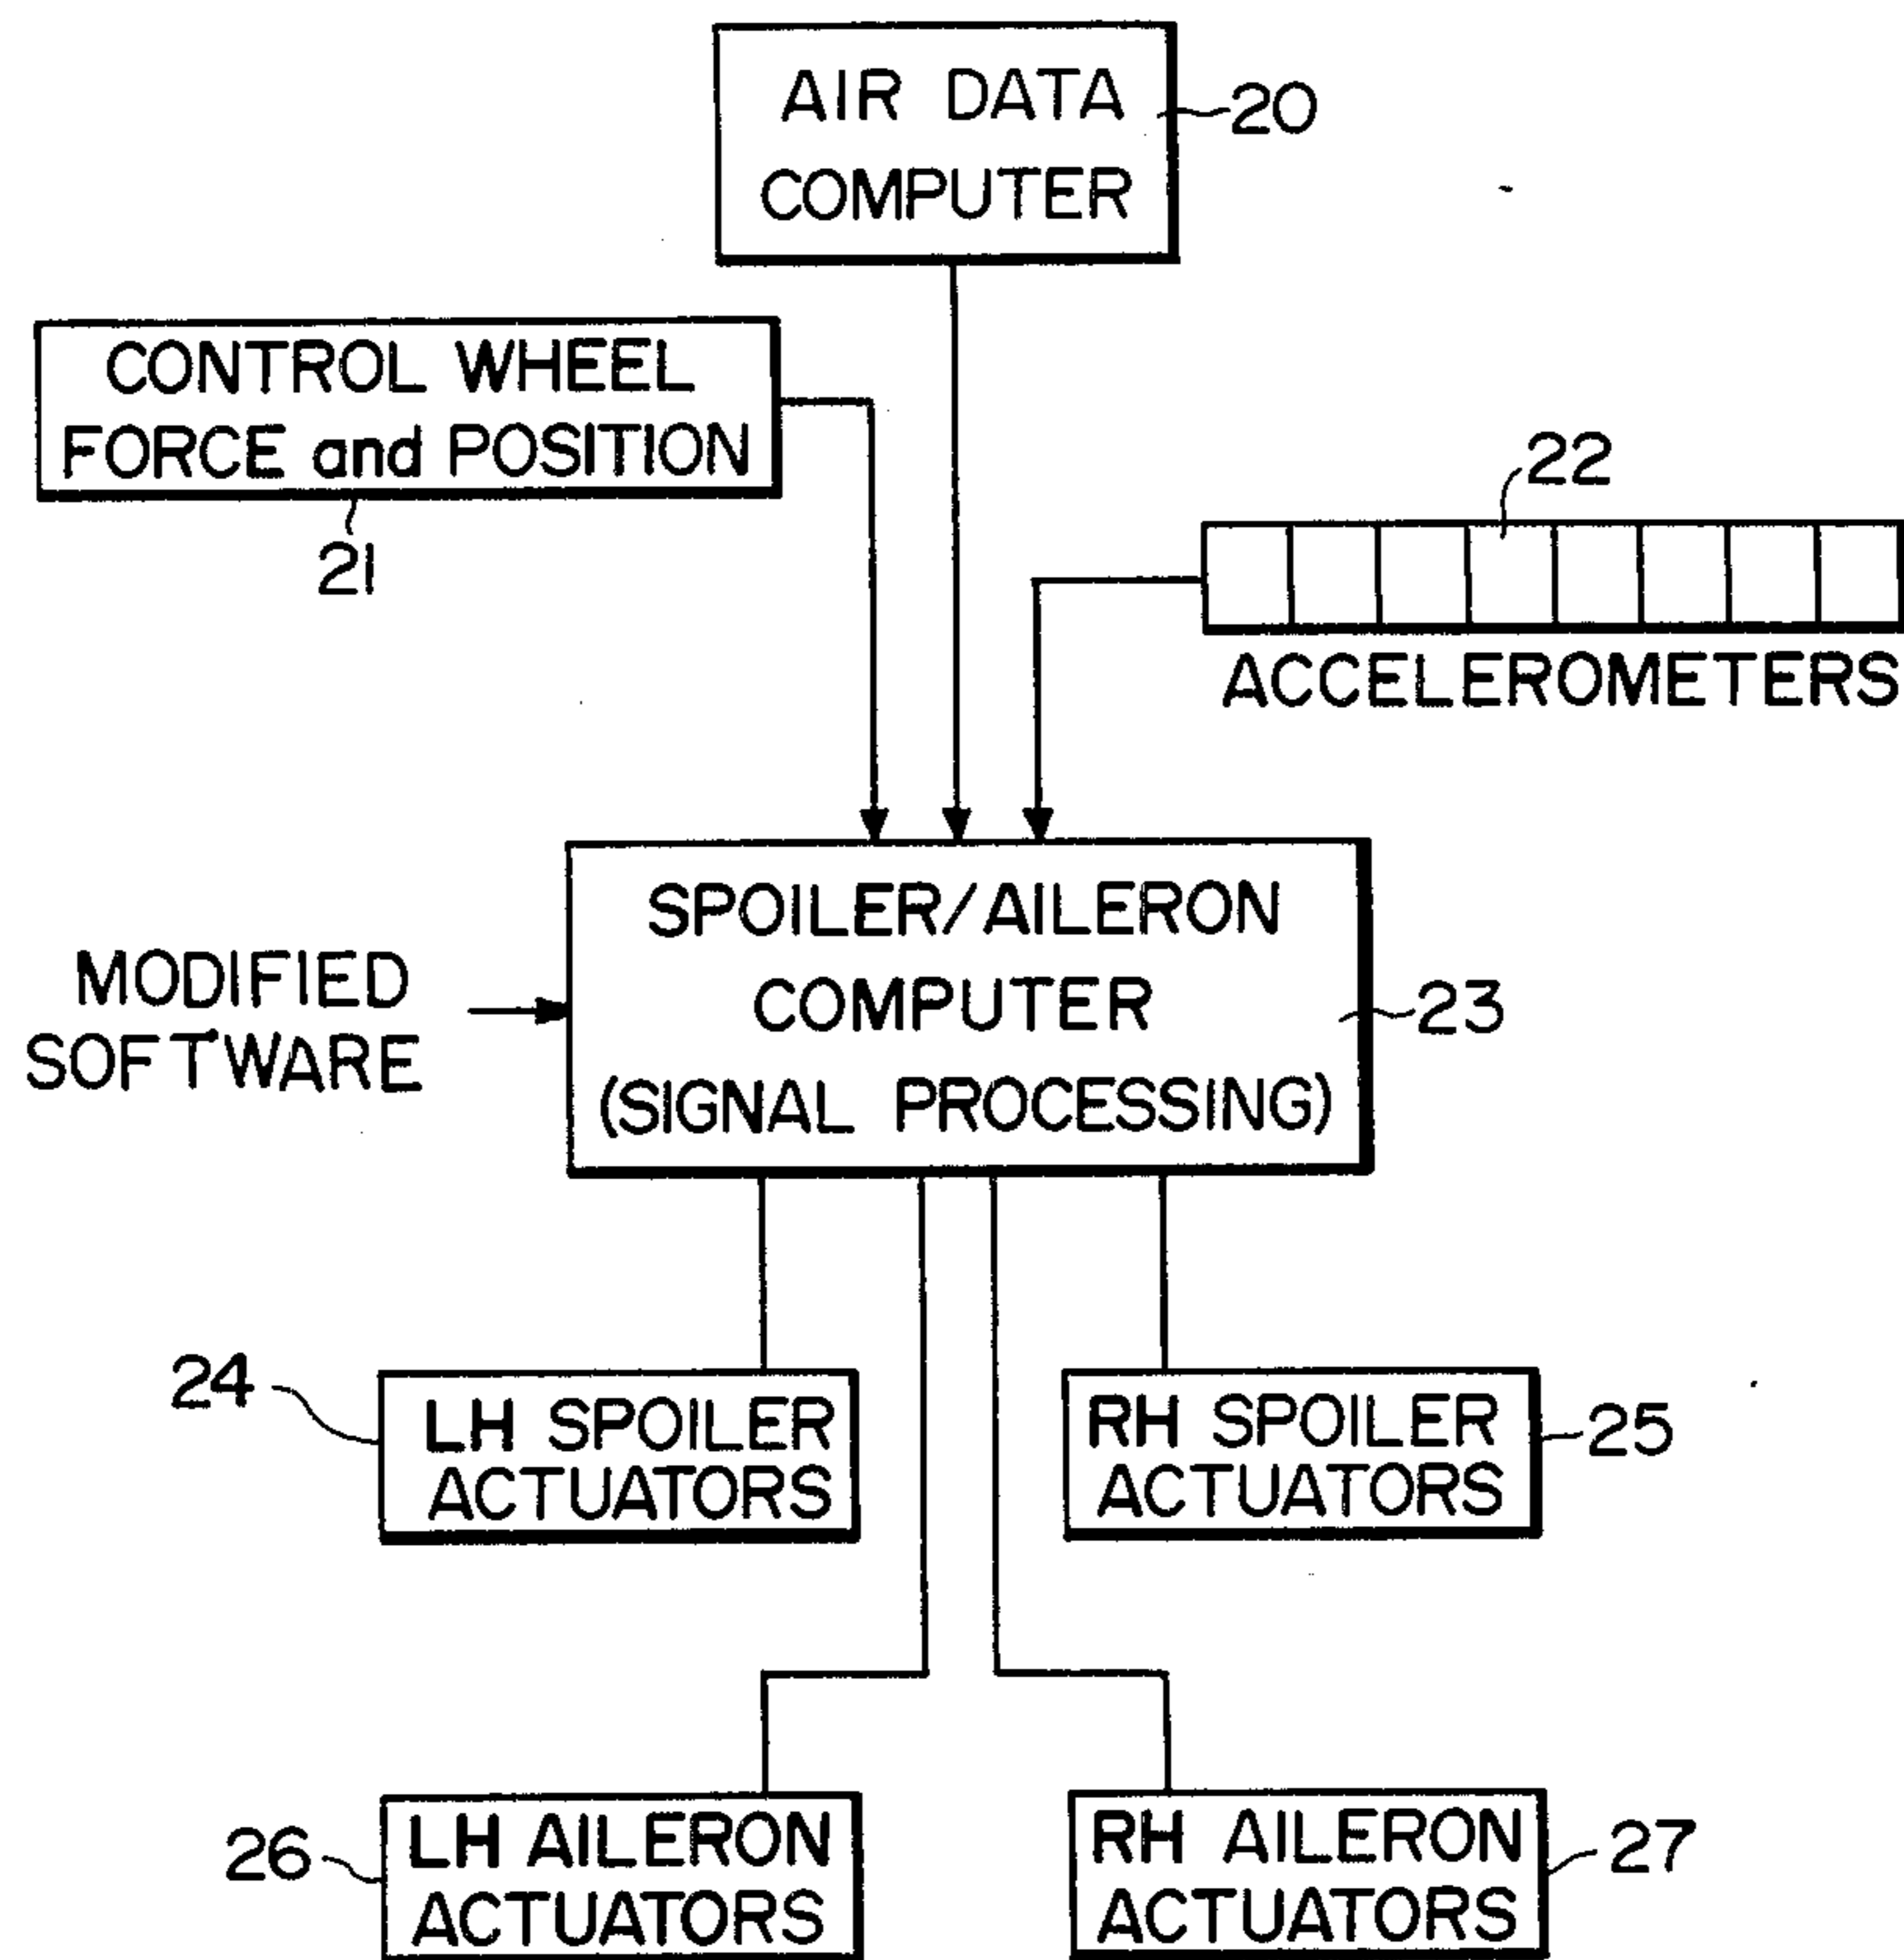 AIR DATA
COMPUTER
20
CONTROL WHEEL
FORCE and POSITION
21
22
ACCELEROMETERS
SPOILER/AILERON
COMPUTER
(SIGNAL PROCESSING)
23
MODIFIED
SOFTWARE
24
LH SPOILER
ACTUATORS
RH SPOILER
ACTUATORS
25
26
LH AILERON
ACTUATORS
RH AILERON
ACTUATORS
27